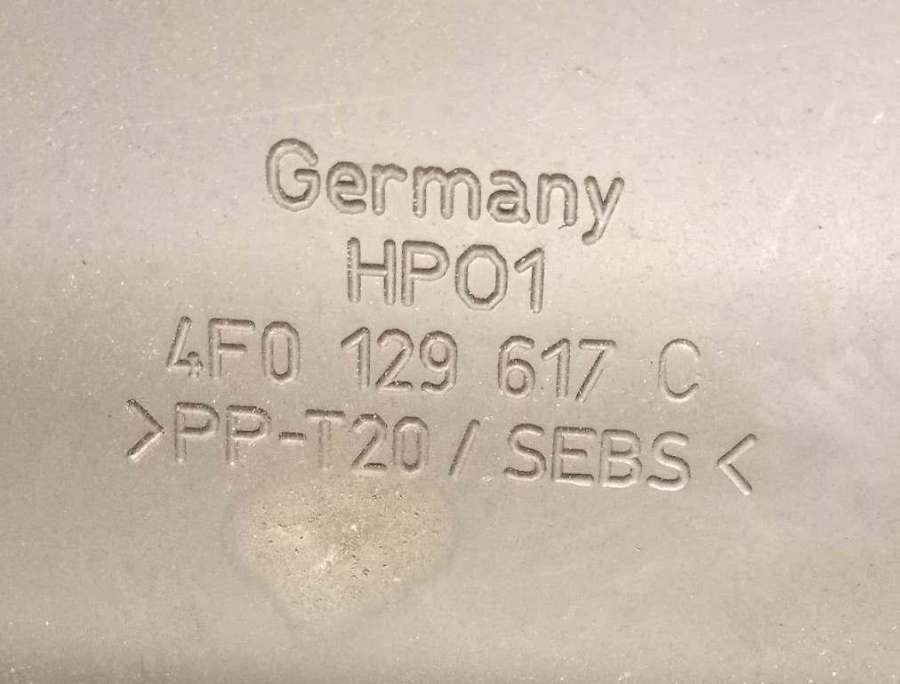 Germany
HP01
4F0 129 617 C
>PP-T20 / SEBS <